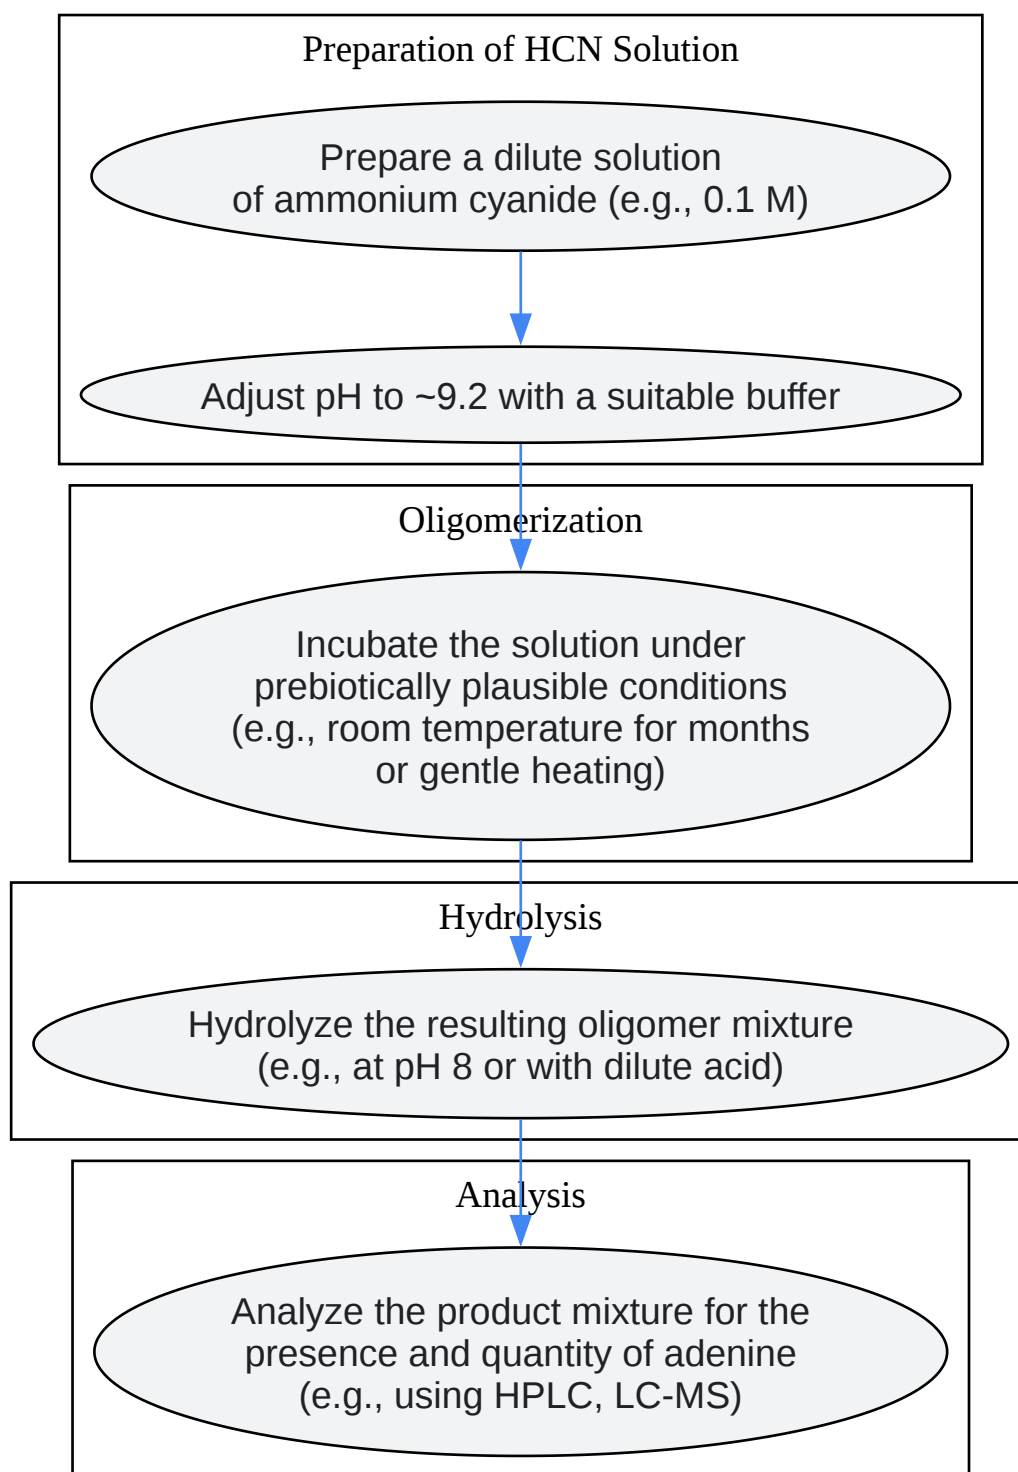 Preparation of HCN Solution
Prepare a dilute solution
of ammonium cyanide (e.g., 0.1 M)
Adjust pH to ~9.2 with a suitable buffer
Oligomerization
Incubate the solution under
prebiotically plausible conditions
(e.g., room temperature for months
or gentle heating)
Hydrolysis
Hydrolyze the resulting oligomer mixture
(e.g., at pH 8 or with dilute acid)
Analysis
Analyze the product mixture for the
presence and quantity of adenine
(e.g., using HPLC, LC-MS)